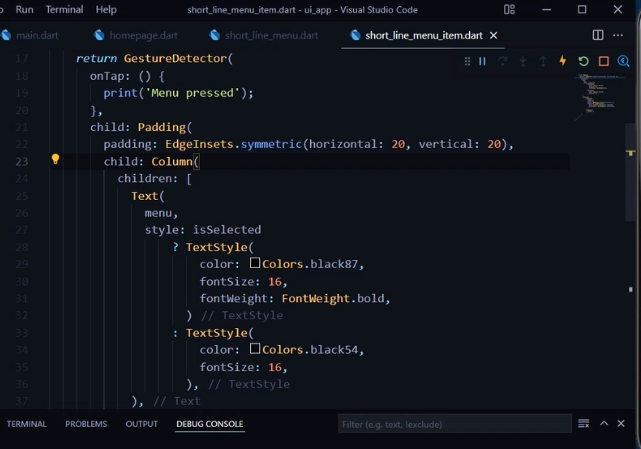 Run Terminal Help short_line_menu_item.dart - ui_app - Visual Studio Code
main.dart homepage.dart short_line_menu.dart short_line_menu_item.dart
17 return GestureDetector(
18 onTap: () {
19 print('Menu pressed');
20 },
21 child: Padding(
22 padding: EdgeInsets.symmetric(horizontal: 20, vertical: 20),
23 child: Column(
24 children: [
25 Text(
26 menu,
27 style: isSelected
28 ? TextStyle(
29 color: Colors.black87,
30 fontSize: 16,
31 fontWeight: FontWeight.bold,
32 ) // TextStyle
33 : TextStyle(
34 color: Colors.black54,
35 fontSize: 16,
36 ), // TextStyle
37 ), // Text
TERMINAL PROBLEMS OUTPUT DEBUG CONSOLE Filter (e.g. text, !exclude)